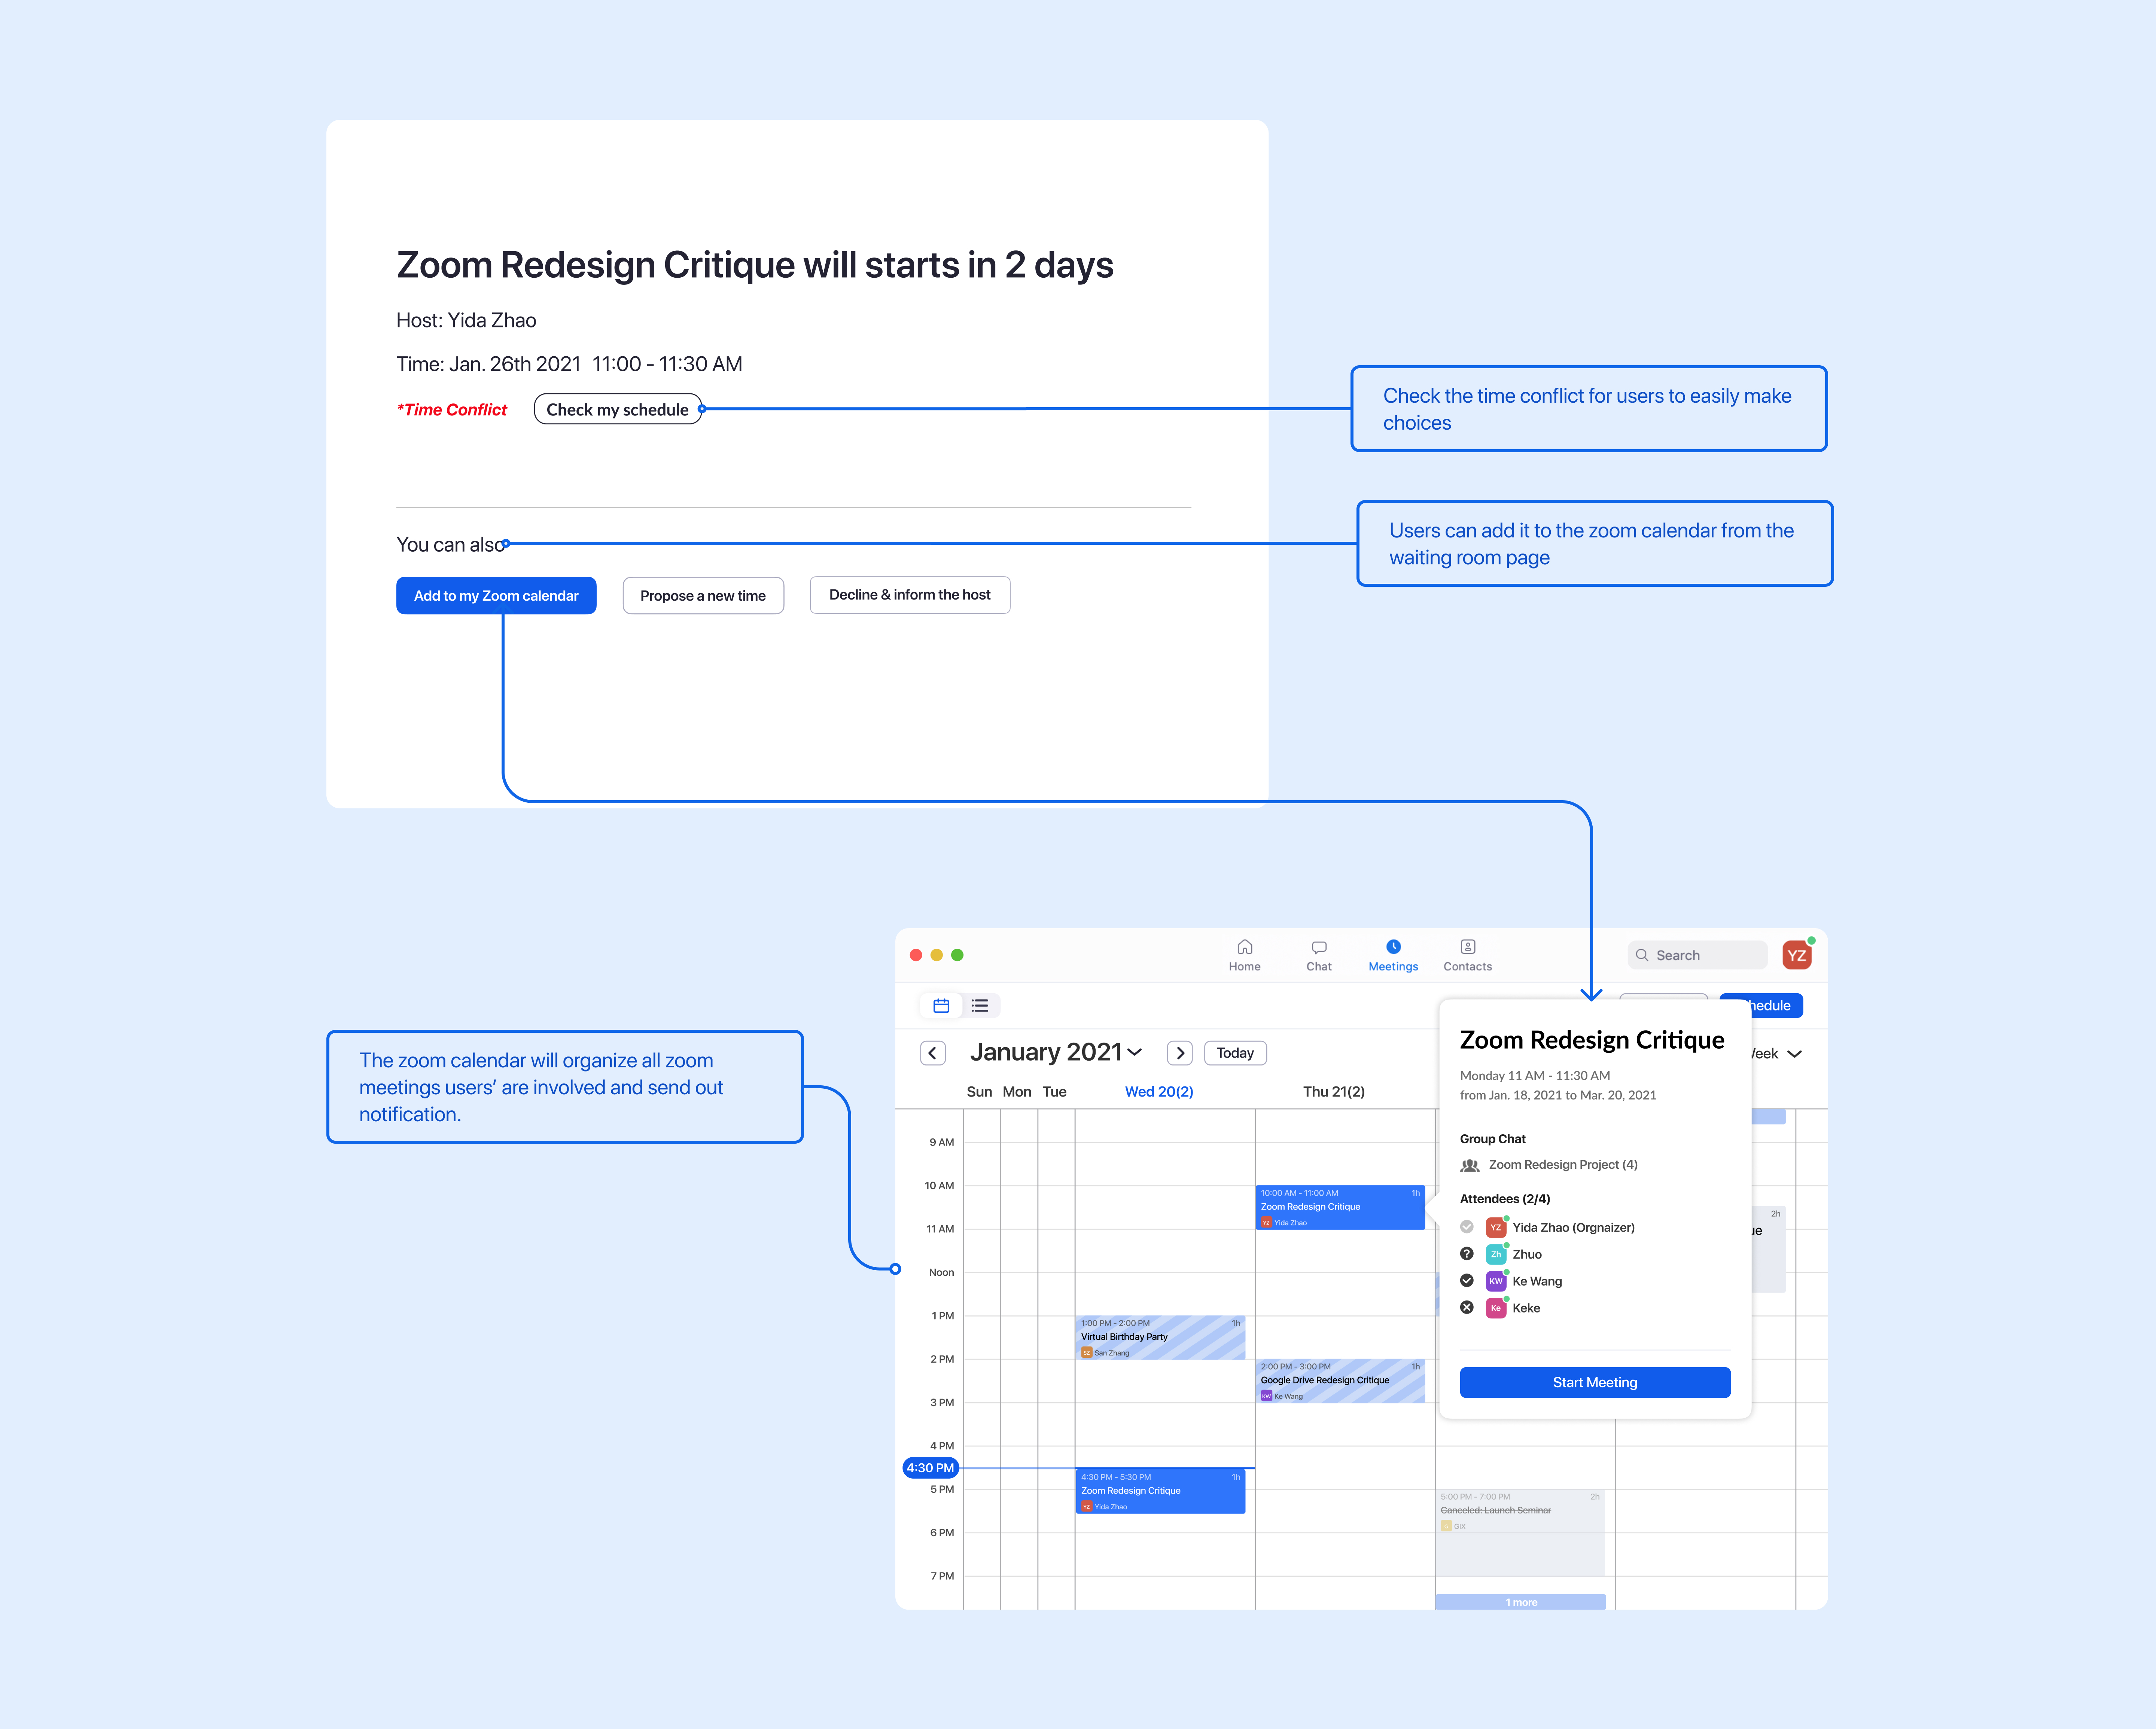 Zoom Redesign Critique will starts in 2 days
Host: Yida Zhao
Time: Jan. 26th 2021 11:00 - 11:30 AM
*Time Conflict
Check my schedule
Check the time conflict for users to easily make
choices
You can also
Users can add it to the zoom calendar from the
waiting room page
Add to my Zoom calendar
Propose a new time
Decline & inform the host
The zoom calendar will organize all zoom
meetings users’ are involved and send out
notification.
Home
Chat
Meetings
Contacts
Search
YZ
hedule
January 2021
Today
Week
Sun Mon Tue Wed 20(2) Thu 21(2)
9 AM
10 AM
11 AM
Noon
1 PM
2 PM
3 PM
4 PM
4:30 PM
5 PM
6 PM
7 PM
1:00 PM - 2:00 PM 1h
Virtual Birthday Party
SZ San Zhang
4:30 PM - 5:30 PM 1h
Zoom Redesign Critique
YZ Yida Zhao
10:00 AM - 11:00 AM 1h
Zoom Redesign Critique
YZ Yida Zhao
2:00 PM - 3:00 PM 1h
Google Drive Redesign Critique
KW Ke Wang
Zoom Redesign Critique
Monday 11 AM - 11:30 AM
from Jan. 18, 2021 to Mar. 20, 2021
Group Chat
Zoom Redesign Project (4)
Attendees (2/4)
YZ Yida Zhao (Orgnaizer)
Zh Zhuo
KW Ke Wang
Ke Keke
Start Meeting
2h
ue
5:00 PM - 7:00 PM 2h
Canceled: Launch Seminar
G GIX
1 more